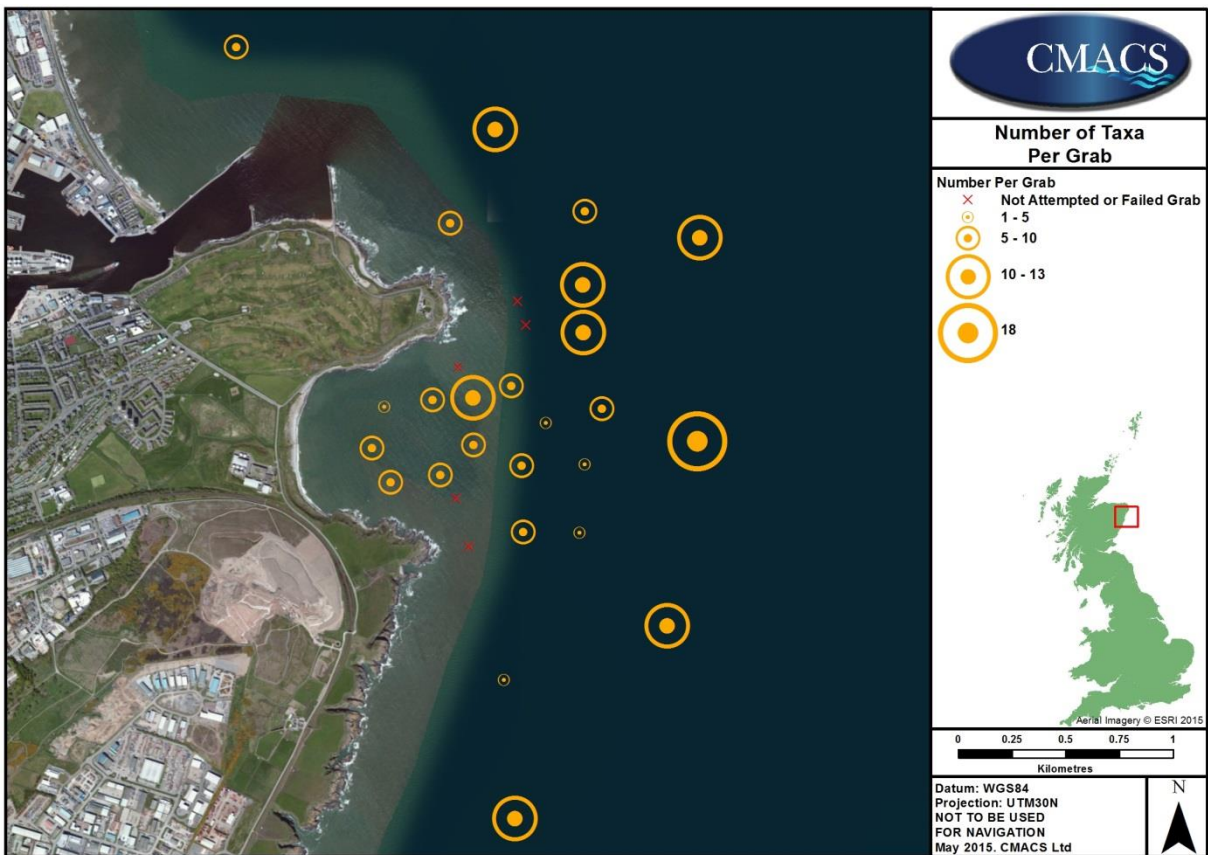 CMACS
Number of Taxa
Per Grab
Number Per Grab
Not Attempted or Failed Grab
1 - 5
5 - 10
10 - 13
18
Aerial Imagery © ESRI 2015
0 0.25 0.5 0.75 1
Kilometres
Datum: WGS84
Projection: UTM30N
NOT TO BE USED
FOR NAVIGATION
May 2015. CMACS Ltd
N